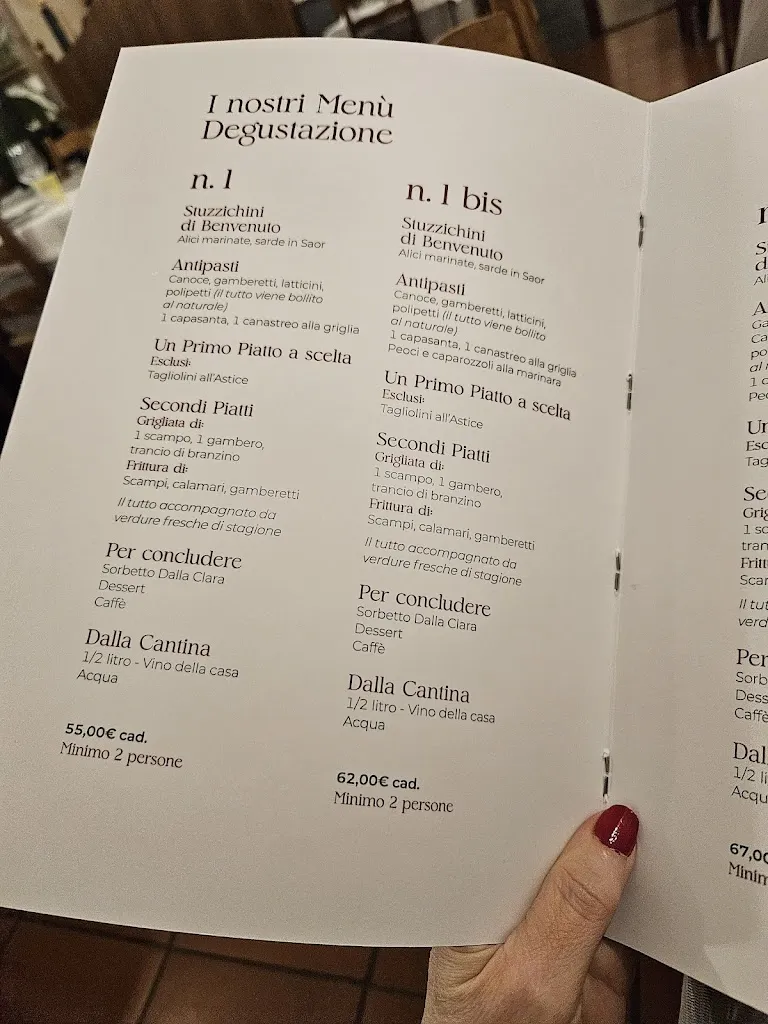 I nostri Menù
Degustazione
n. 1
Stuzzichini
di Benvenuto
Alici marinate, sarde in Saor
Antipasti
Canoce, gamberetti, latticini,
polipetti (il tutto viene bollito
al naturale)
1 capasanta, 1 canastreo alla griglia
Un Primo Piatto a scelta
Esclusi:
Tagliolini all'Astice
Secondi Piatti
Grigliata di:
1 scampo, 1 gambero,
trancio di branzino
Frittura di:
Scampi, calamari, gamberetti
Il tutto accompagnato da
verdure fresche di stagione
Per concludere
Sorbetto Dalla Clara
Dessert
Caffè
Dalla Cantina
1/2 litro - Vino della casa
Acqua
55,00€ cad.
Minimo 2 persone
n. 1 bis
Stuzzichini
di Benvenuto
Alici marinate, sarde in Saor
Antipasti
Canoce, gamberetti, latticini,
polipetti (il tutto viene bollito
al naturale)
1 capasanta, 1 canastreo alla griglia
Peoci e caparozzoli alla marinara
Un Primo Piatto a scelta
Esclusi:
Tagliolini all'Astice
Secondi Piatti
Grigliata di:
1 scampo, 1 gambero,
trancio di branzino
Frittura di:
Scampi, calamari, gamberetti
Il tutto accompagnato da
verdure fresche di stagione
Per concludere
Sorbetto Dalla Clara
Dessert
Caffè
Dalla Cantina
1/2 litro - Vino della casa
Acqua
62,00€ cad.
Minimo 2 persone